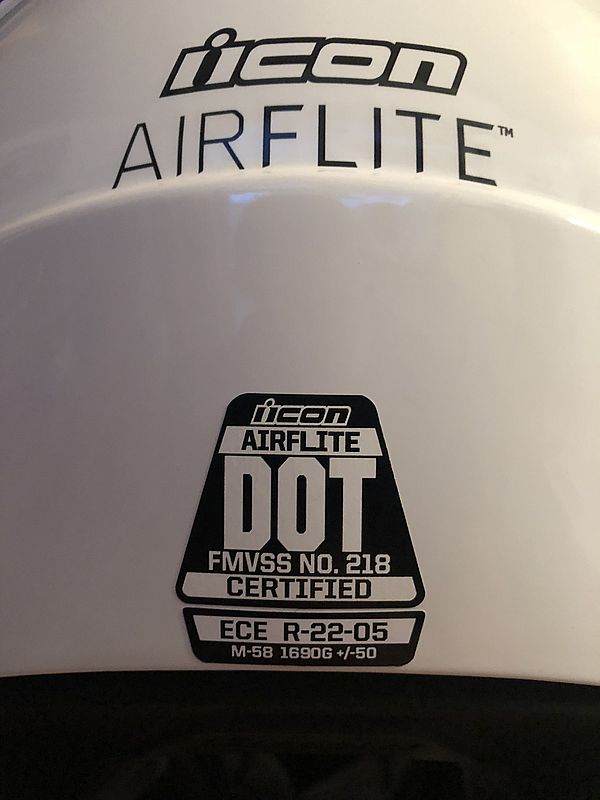 icon
AIRFLITE™
icon
AIRFLITE
DOT
FMVSS NO. 218
CERTIFIED
ECE R-22-05
M-58 1690G +/-50